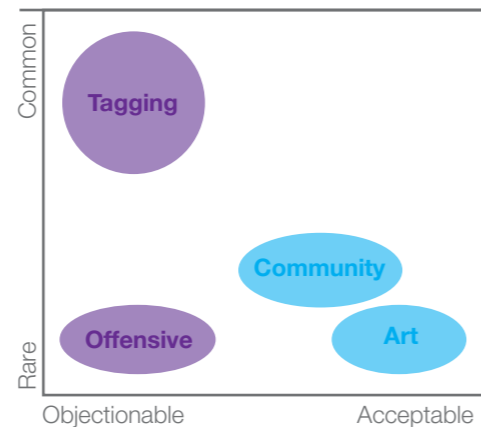 Common
Tagging
Community
Offensive
Art
Rare
Objectionable
Acceptable